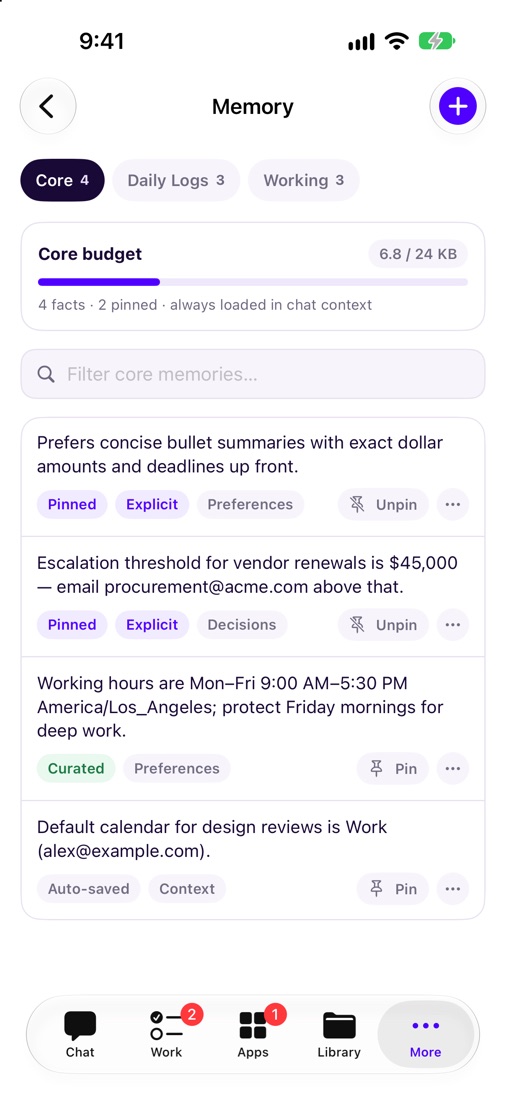 9:41
Memory
Core 4
Daily Logs 3
Working 3
Core budget
6.8 / 24 KB
4 facts · 2 pinned · always loaded in chat context
Filter core memories...
Prefers concise bullet summaries with exact dollar
amounts and deadlines up front.
Pinned
Explicit
Preferences
Unpin
Escalation threshold for vendor renewals is $45,000
— email procurement@acme.com above that.
Pinned
Explicit
Decisions
Unpin
Working hours are Mon–Fri 9:00 AM–5:30 PM
America/Los_Angeles; protect Friday mornings for
deep work.
Curated
Preferences
Pin
Default calendar for design reviews is Work
(alex@example.com).
Auto-saved
Context
Pin
Chat
2
Work
1
Apps
Library
More